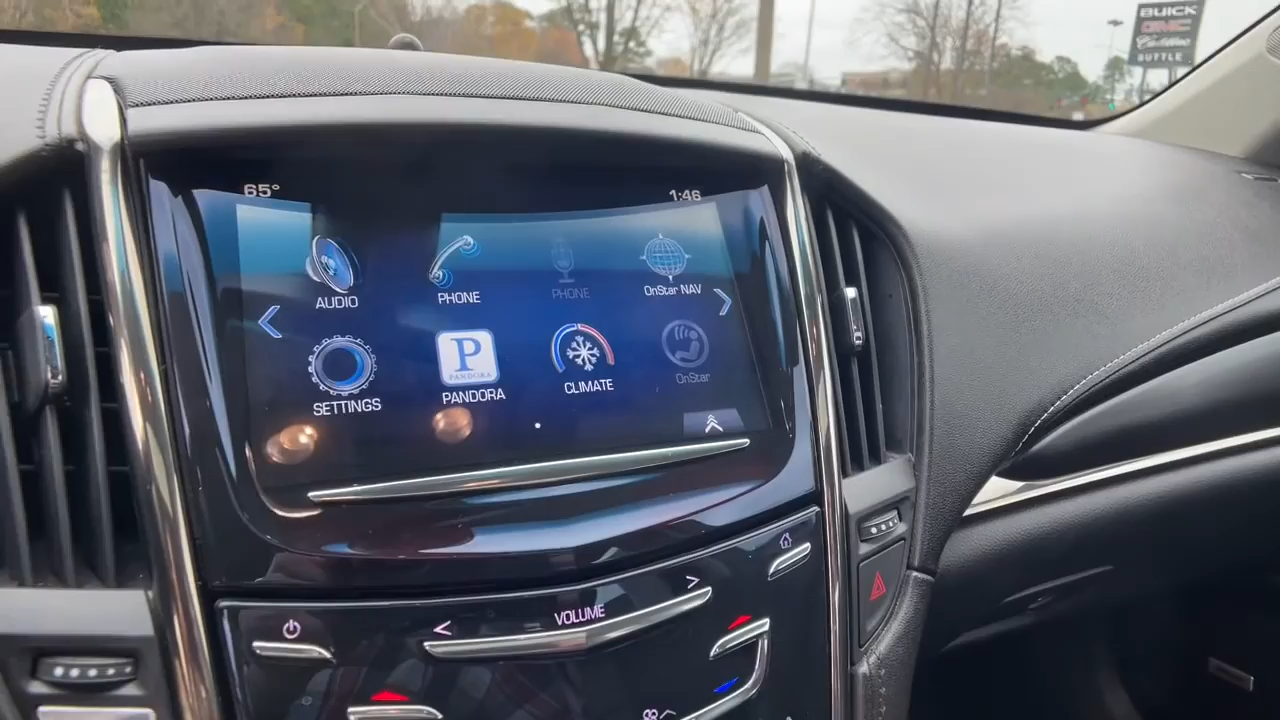 BUICK
GMC
Cadillac
SUTTLE
65°
1:46
AUDIO
PHONE
PHONE
OnStar NAV
SETTINGS
P
PANDORA
PANDORA
CLIMATE
OnStar
VOLUME